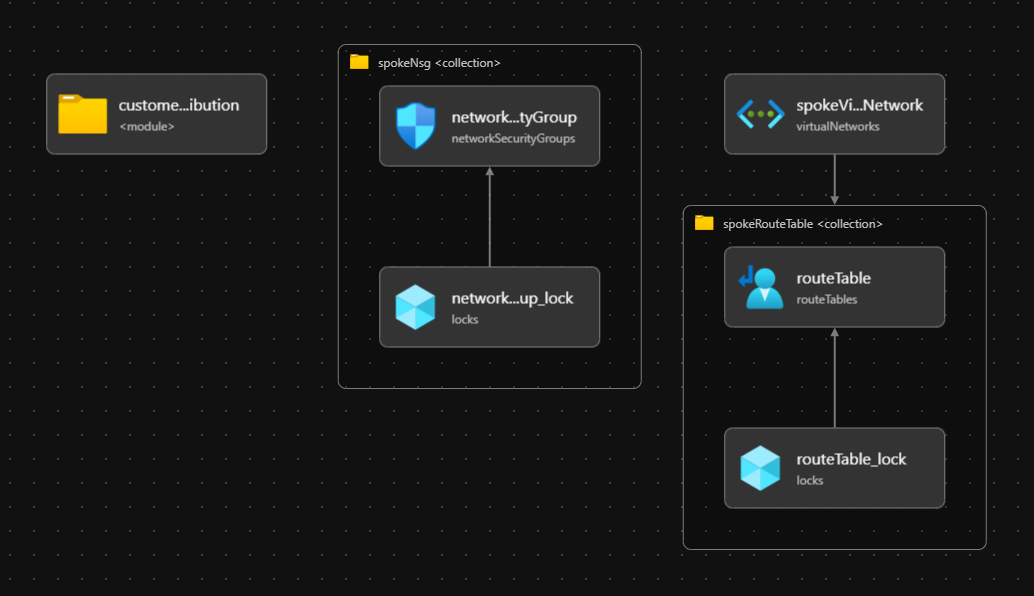 custome...ibution
<module>
spokeNsg <collection>
network...tyGroup
networkSecurityGroups
network...up_lock
locks
spokeVi...Network
virtualNetworks
spokeRouteTable <collection>
routeTable
routeTables
routeTable_lock
locks